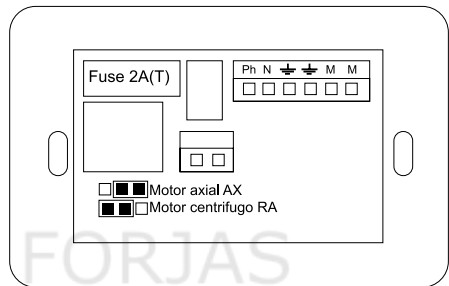 Fuse 2A(T)
Ph N ⏚ ⏚ M M
Motor axial AX
Motor centrifugo RA
FORJAS